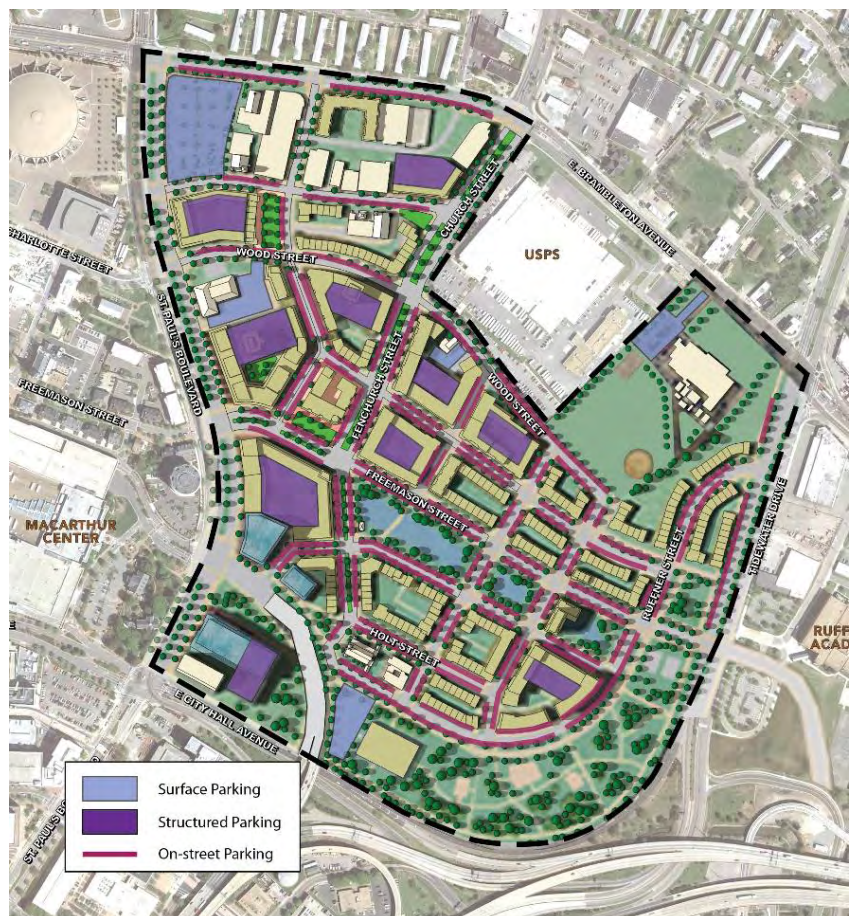 E. BRAMBLETON AVENUE
CHURCH STREET
USPS
CHARLOTTE STREET
WOOD STREET
ST. PAUL'S BOULEVARD
FREEMASON STREET
FENCHURCH STREET
WOOD STREET
FREEMASON STREET
MACARTHUR
CENTER
TIDEWATER DRIVE
RUFFNER STREET
RUFF
ACAD
HOLT STREET
E CITY HALL AVENUE
Surface Parking
Structured Parking
On-street Parking